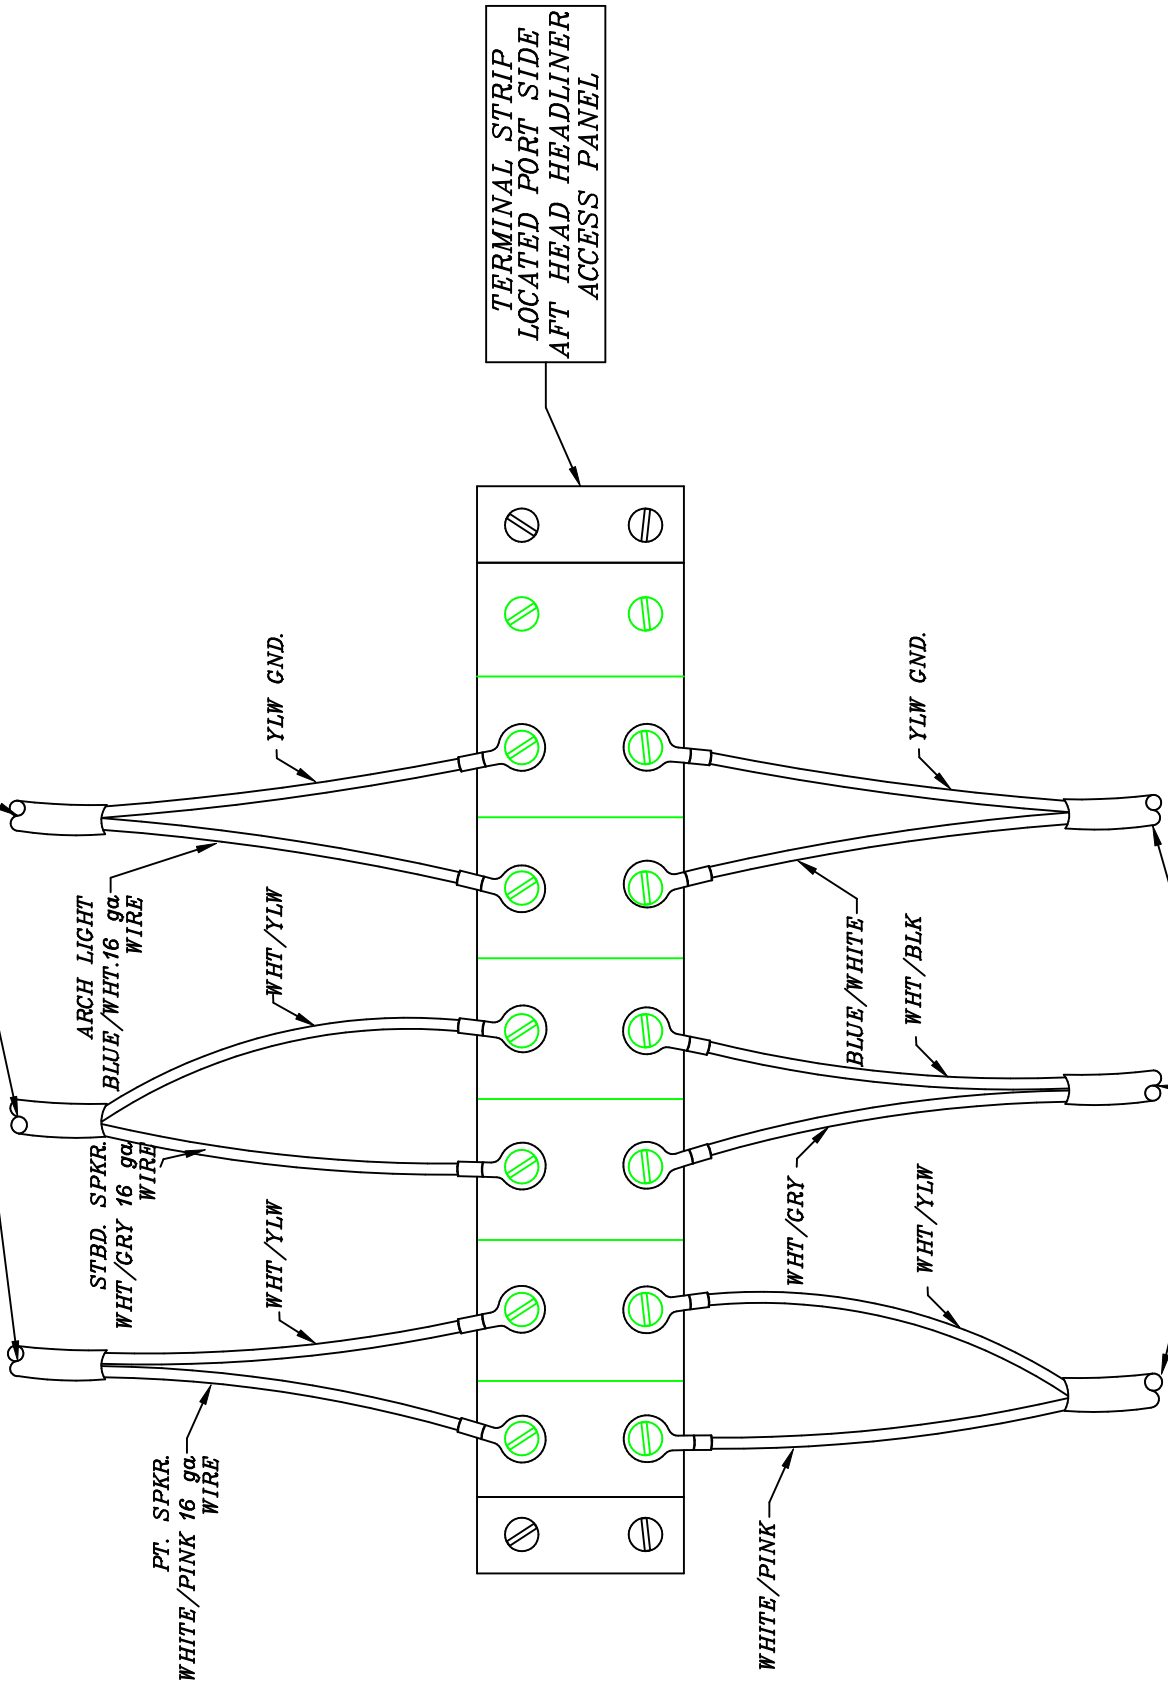 TERMINAL STRIP
LOCATED PORT SIDE
AFT HEAD HEADLINER
ACCESS PANEL
YLW GND.
ARCH LIGHT
BLUE/WHT.16 ga
WIRE
WHT/YLW
STBD. SPKR.
WHT/GRY 16 ga
WIRE
WHT/YLW
PT. SPKR.
WHITE/PINK 16 ga
WIRE
YLW GND.
BLUE/WHITE
WHT/BLK
WHT/GRY
WHT/YLW
WHITE/PINK